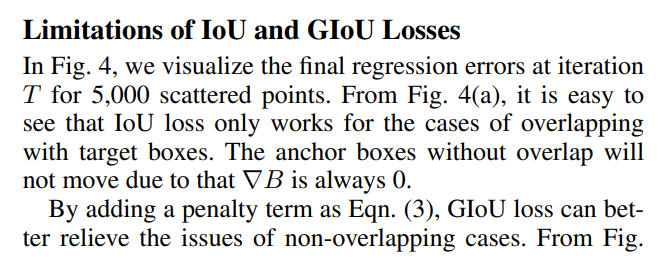 Limitations of IoU and GIoU Losses
In Fig. 4, we visualize the final regression errors at iteration
T for 5,000 scattered points. From Fig. 4(a), it is easy to
see that IoU loss only works for the cases of overlapping
with target boxes. The anchor boxes without overlap will
not move due to that ∇B is always 0.
By adding a penalty term as Eqn. (3), GIoU loss can bet-
ter relieve the issues of non-overlapping cases. From Fig.